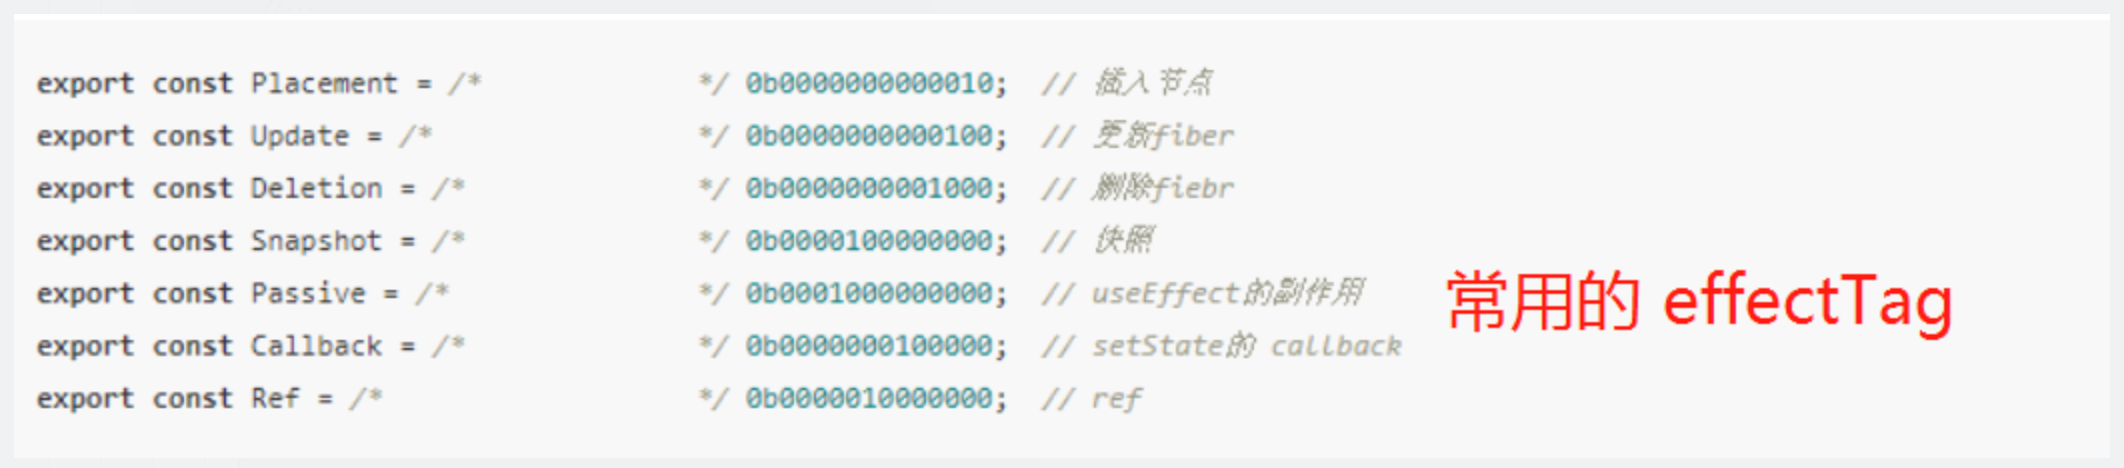 export const Placement = /*             */ 0b0000000000010;  // 插入节点
export const Update = /*                */ 0b0000000000100;  // 更新fiber
export const Deletion = /*              */ 0b0000000001000;  // 删除fiebr
export const Snapshot = /*              */ 0b0000100000000;  // 快照
export const Passive = /*               */ 0b0001000000000;  // useEffect的副作用
常用的 effectTag
export const Callback = /*              */ 0b0000000100000;  // setState的 callback
export const Ref = /*                   */ 0b0000010000000;  // ref